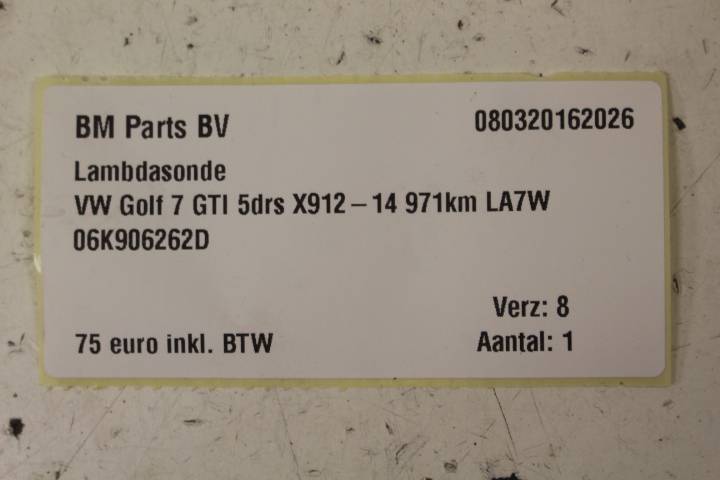 BM Parts BV 080320162026
Lambdasonde
VW Golf 7 GTI 5drs X912 – 14 971km LA7W
06K906262D
Verz: 8
75 euro inkl. BTW Aantal: 1